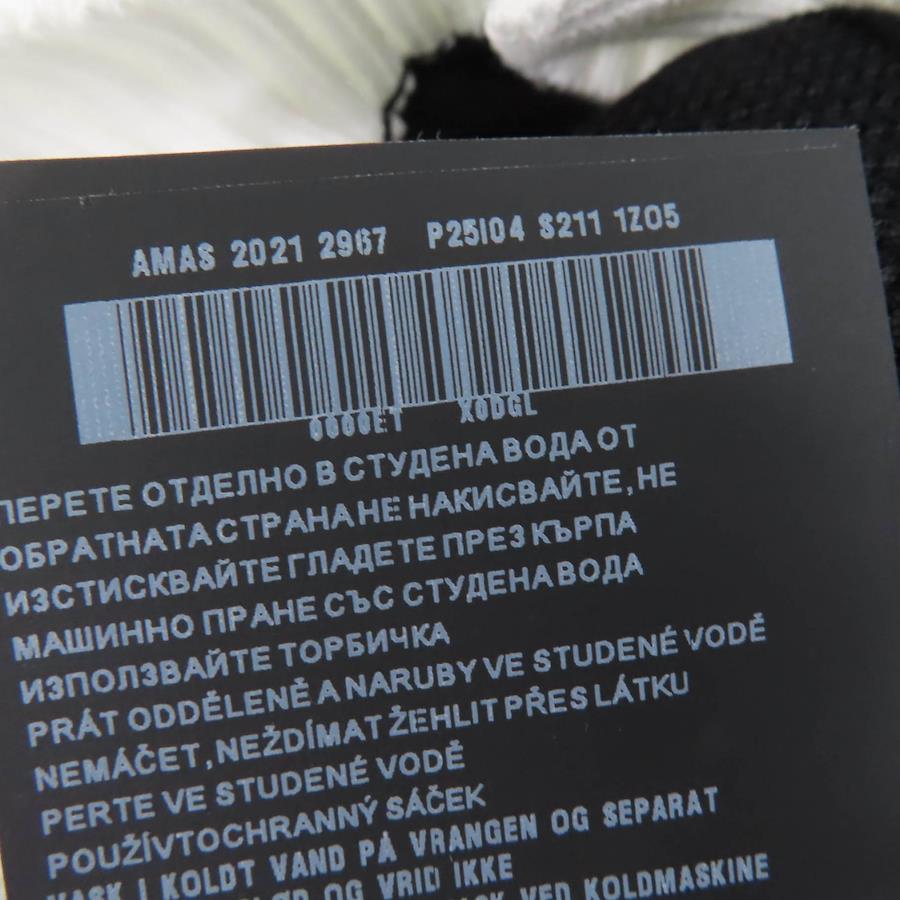 AMAS 2021 2967 P25I04 S211 1Z05
0000ET X0DGL
ПЕРЕТЕ ОТДЕЛНО В СТУДЕНА ВОДА ОТ
ОБРАТНАТА СТРАНА НЕ НАКИСВАЙТЕ, НЕ
ИЗСТИСКВАЙТЕ ГЛАДЕТЕ ПРЕЗ КЪРПА
МАШИННО ПРАНЕ СЪС СТУДЕНА ВОДА
ИЗПОЛЗВАЙТЕ ТОРБИЧКА
PRÁT ODDĚLENĚ A NARUBY VE STUDENÉ VODĚ
NEMÁČET, NEŽDÍMAT ŽEHLIT PŘES LÁTKU
PERTE VE STUDENÉ VODĚ
POUŽÍVTOCHRANNÝ SÁČEK
VASK I KOLDT VAND PÅ VRANGEN OG SEPARAT
OG VRID IKKE
VED KOLDMASKINE